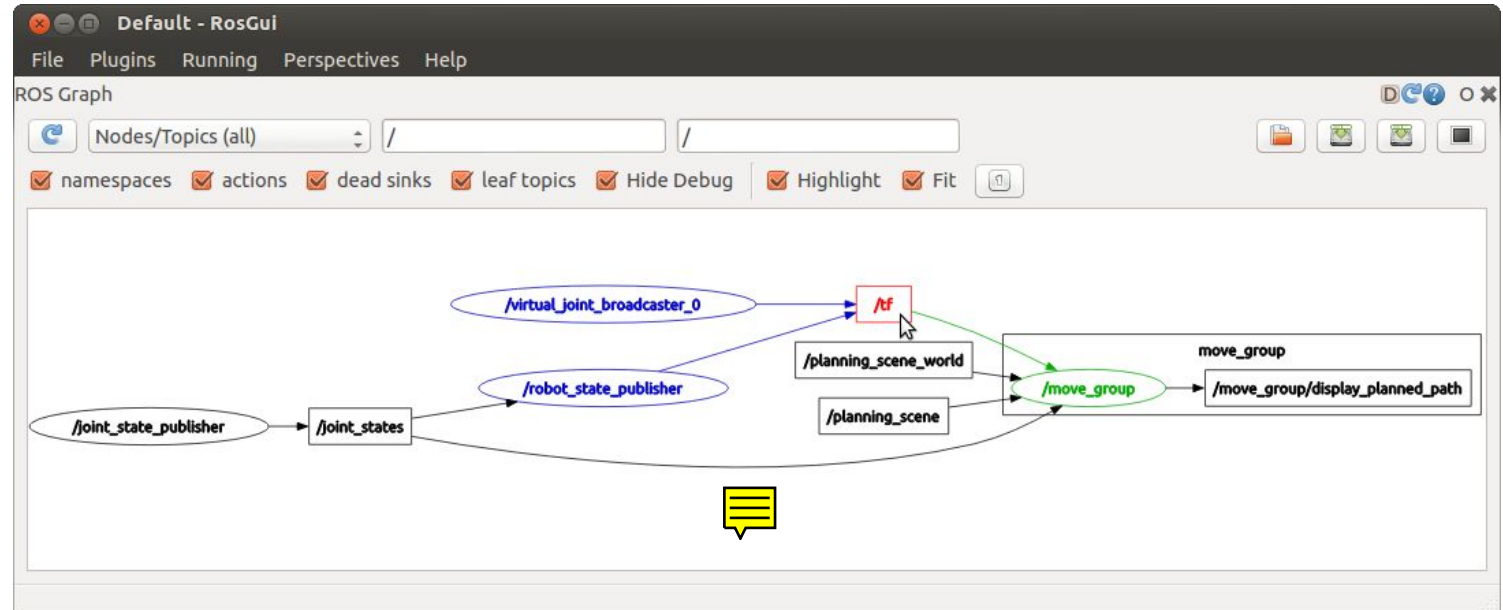 Default - RosGui
File Plugins Running Perspectives Help
ROS Graph D ? O
Nodes/Topics (all) / /
namespaces actions dead sinks leaf topics Hide Debug Highlight Fit
/virtual_joint_broadcaster_0 /tf
/planning_scene_world move_group
/robot_state_publisher /move_group /move_group/display_planned_path
/joint_state_publisher /joint_states /planning_scene